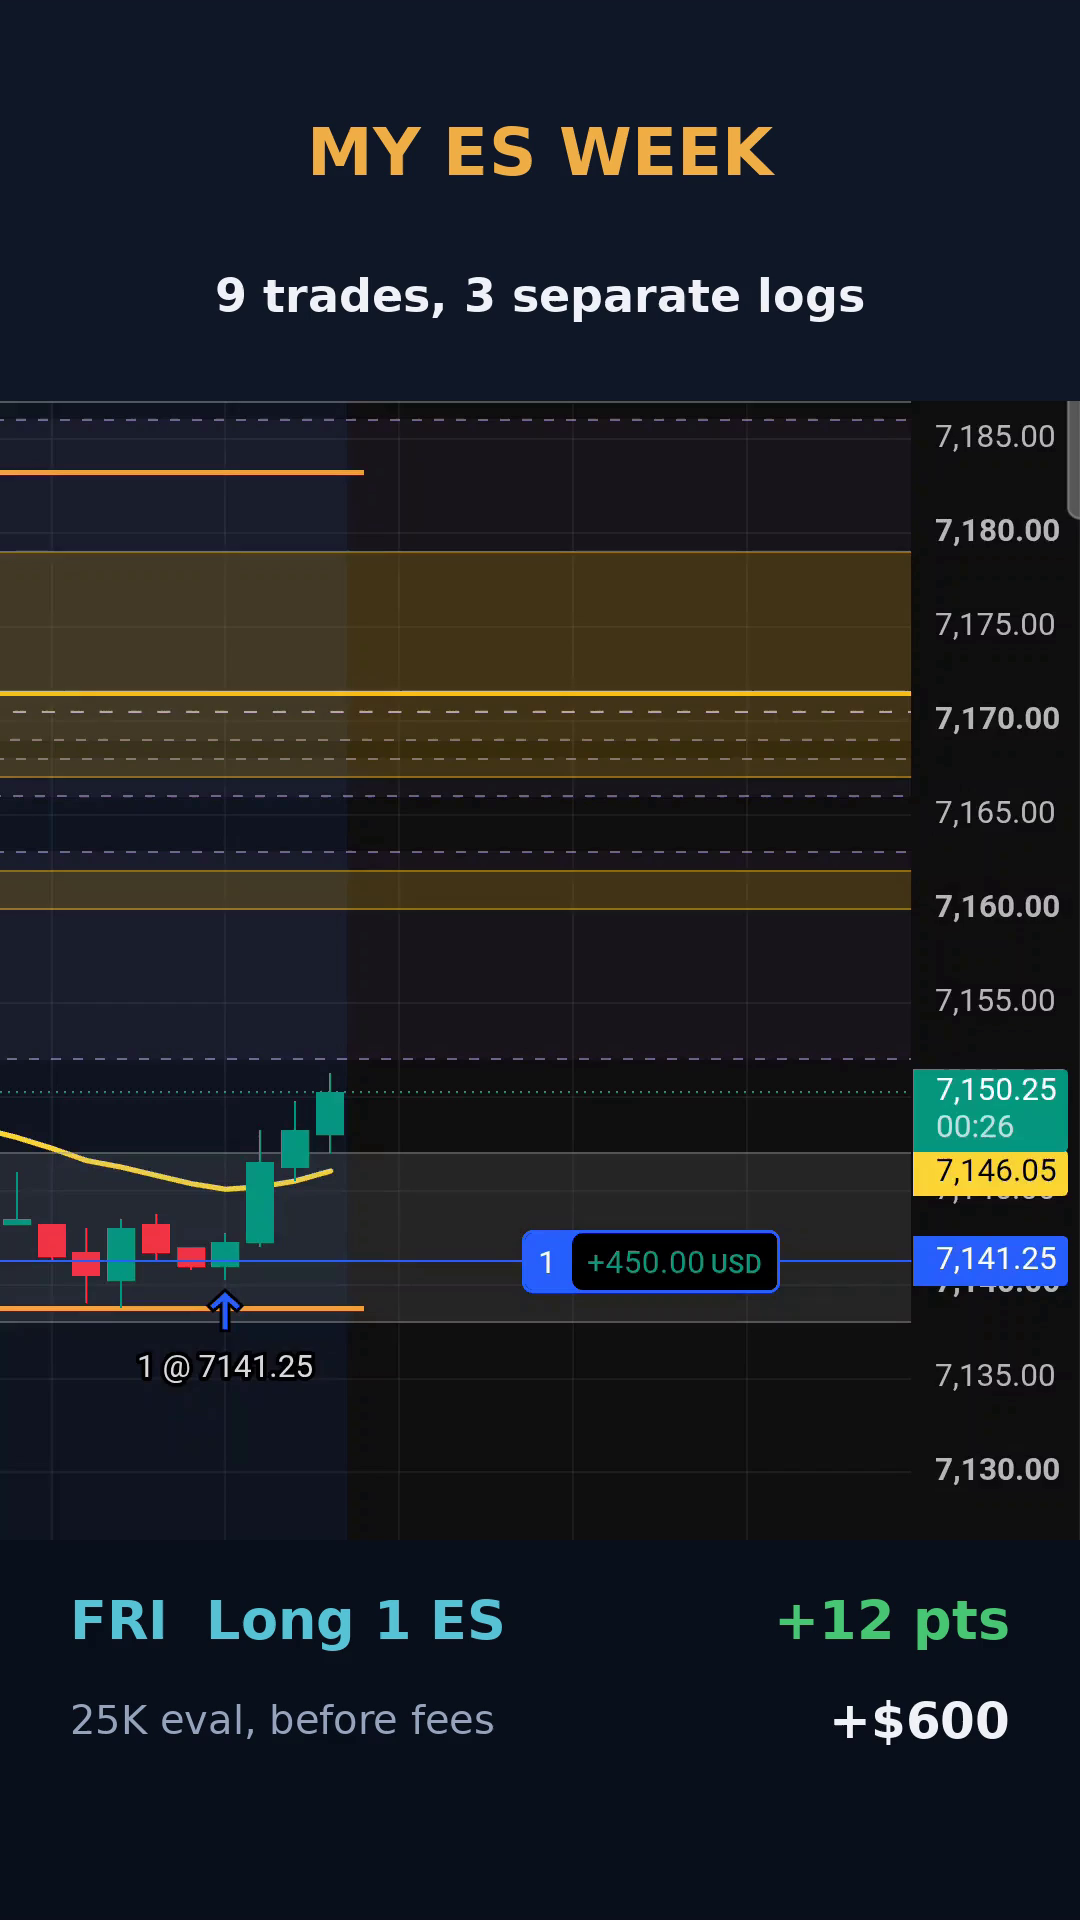 MY ES WEEK
9 trades, 3 separate logs
7,185.00
7,180.00
7,175.00
7,170.00
7,165.00
7,160.00
7,155.00
7,150.25
00:26
7,146.05
1 +450.00 USD
7,141.25
1 @ 7141.25
7,135.00
7,130.00
FRI Long 1 ES +12 pts
25K eval, before fees +$600